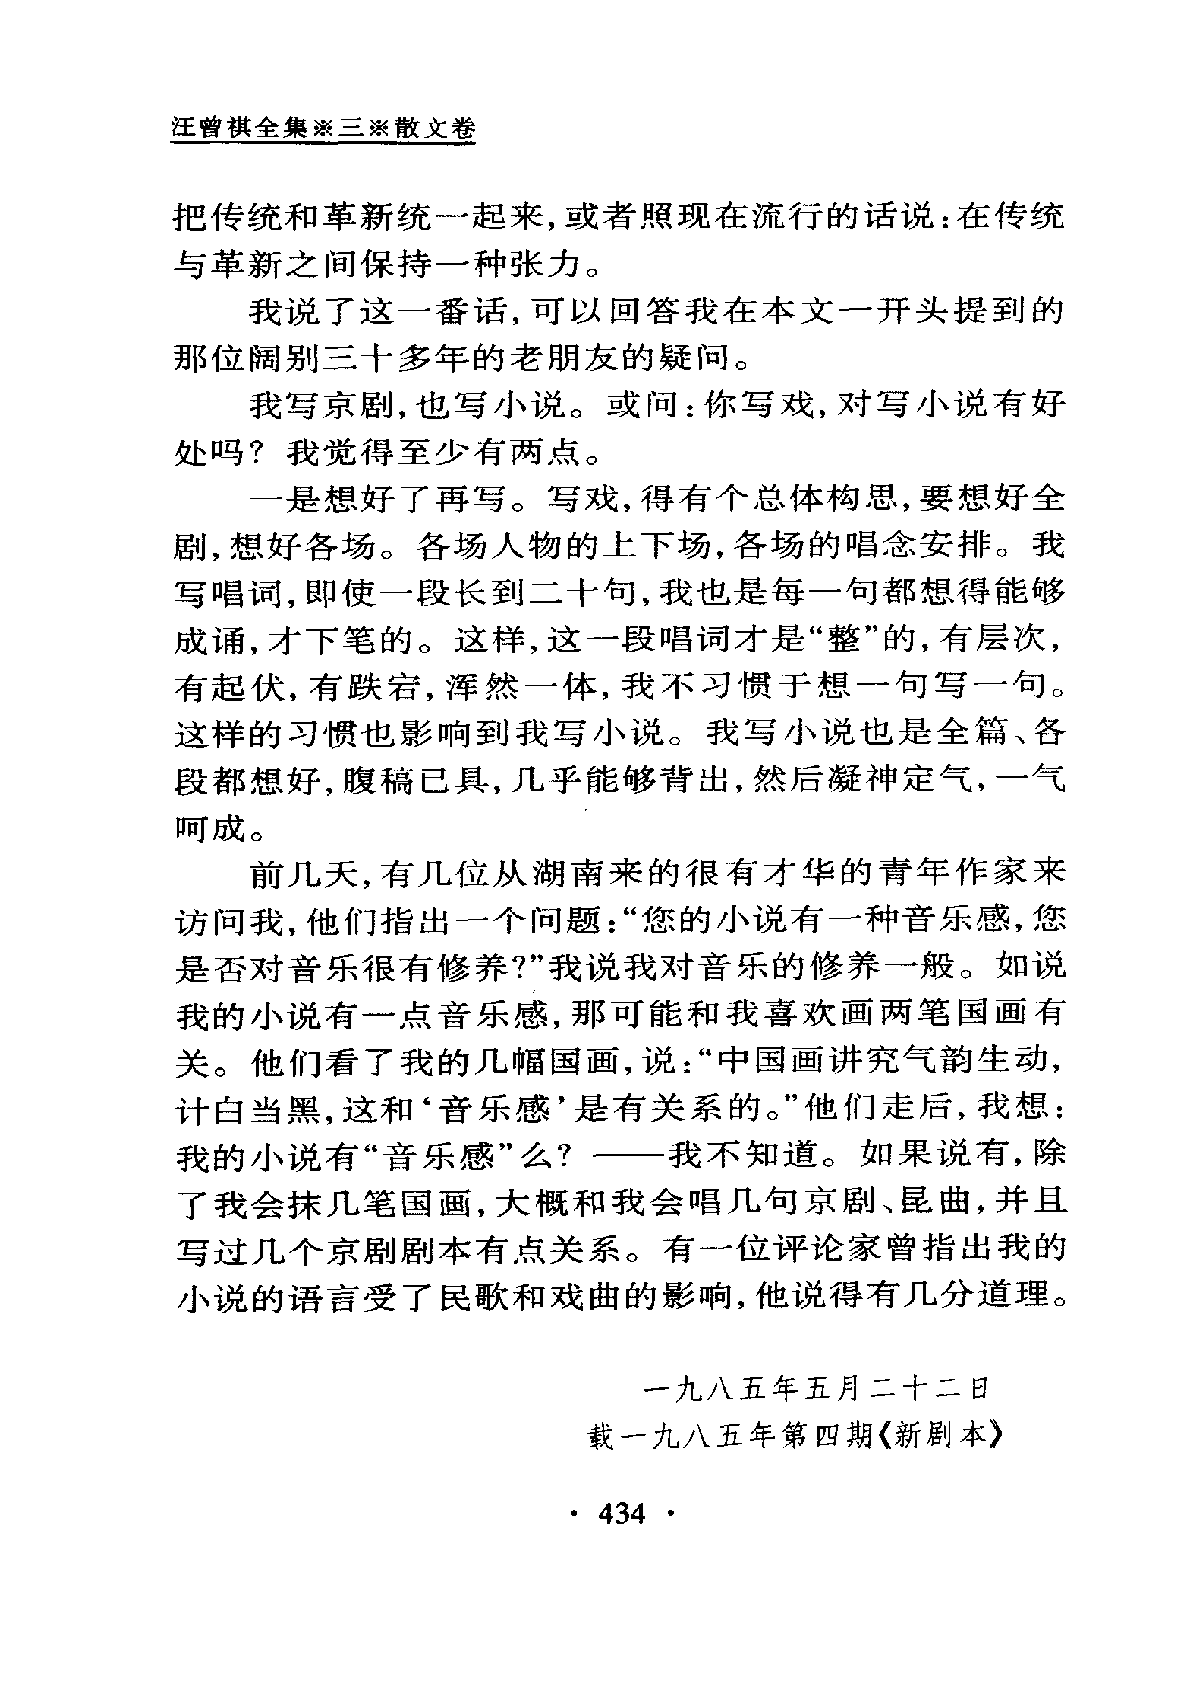 汪曾祺全集※三※散文卷
把传统和革新统一起来,或者照现在流行的话说:在传统
与革新之间保持一种张力。
我说了这一番话,可以回答我在本文一开头提到的
那位阔别三十多年的老朋友的疑问。
我写京剧,也写小说。或问:你写戏,对写小说有好
处吗?我觉得至少有两点。
一是想好了再写。写戏,得有个总体构思,要想好全
剧,想好各场。各场人物的上下场,各场的唱念安排。我
写唱词,即使一段长到二十句,我也是每一句都想得能够
成诵,才下笔的。这样,这一段唱词才是“整”的,有层次,
有起伏,有跌宕,浑然一体,我不习惯于想一句写一句。
这样的习惯也影响到我写小说。我写小说也是全篇、各
段都想好,腹稿已具,几乎能够背出,然后凝神定气,一气
呵成。
前几天,有几位从湖南来的很有才华的青年作家来
访问我,他们指出一个问题:“您的小说有一种音乐感,您
是否对音乐很有修养?”我说我对音乐的修养一般。如说
我的小说有一点音乐感,那可能和我喜欢画两笔国画有
关。他们看了我的几幅国画,说:“中国画讲究气韵生动,
计白当黑,这和‘音乐感’是有关系的。”他们走后,我想:
我的小说有“音乐感”么?——我不知道。如果说有,除
了我会抹几笔国画,大概和我会唱几句京剧、昆曲,并且
写过几个京剧剧本有点关系。有一位评论家曾指出我的
小说的语言受了民歌和戏曲的影响,他说得有几分道理。
一九八五年五月二十二日
载一九八五年第四期《新剧本》
· 434 ·